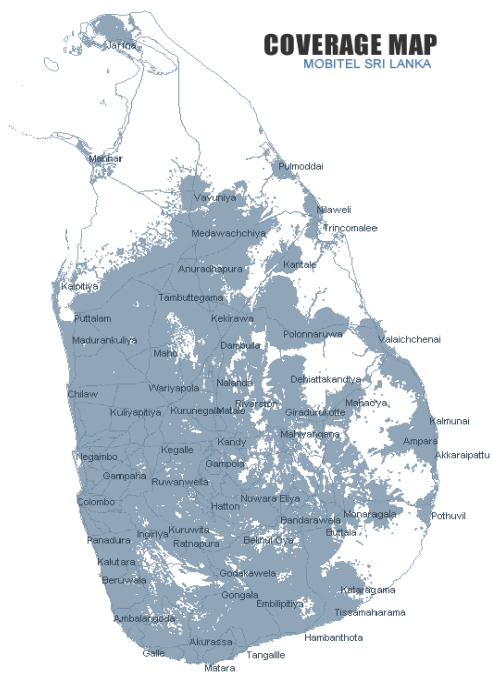 COVERAGE MAP
MOBITEL SRI LANKA
Jaffna
Mannar
Pulmoddai
Vavuniya
Nilaweli
Trincomalee
Medawachchiya
Kantale
Anuradhapura
Kalpitiya
Tambuttegama
Puttalam
Kekirawa
Polonnaruwa
Valaichchenai
Madurankuliya
Maho
Dambulla
Dehiattakandiya
Nalanda
Wariyapola
Chilaw
Riverston
Mahaoya
Kuliyapitiya
Kurunegala
Matale
Giradurukotte
Kalmunai
Mahiyangana
Kandy
Ampara
Kegalle
Negambo
Akkaraipattu
Gampola
Gampaha
Ruwanwella
Nuwara Eliya
Colombo
Hatton
Monaragala
Pothuvil
Bandarawela
Kuruwita
Ingiriya
Buttala
Panadura
Ratnapura
Belihul Oya
Kalutara
Godakawela
Beruwala
Kataragama
Gongala
Embilipitiya
Tissamaharama
Ambalangoda
Hambanthota
Akurassa
Galle
Tangallle
Matara